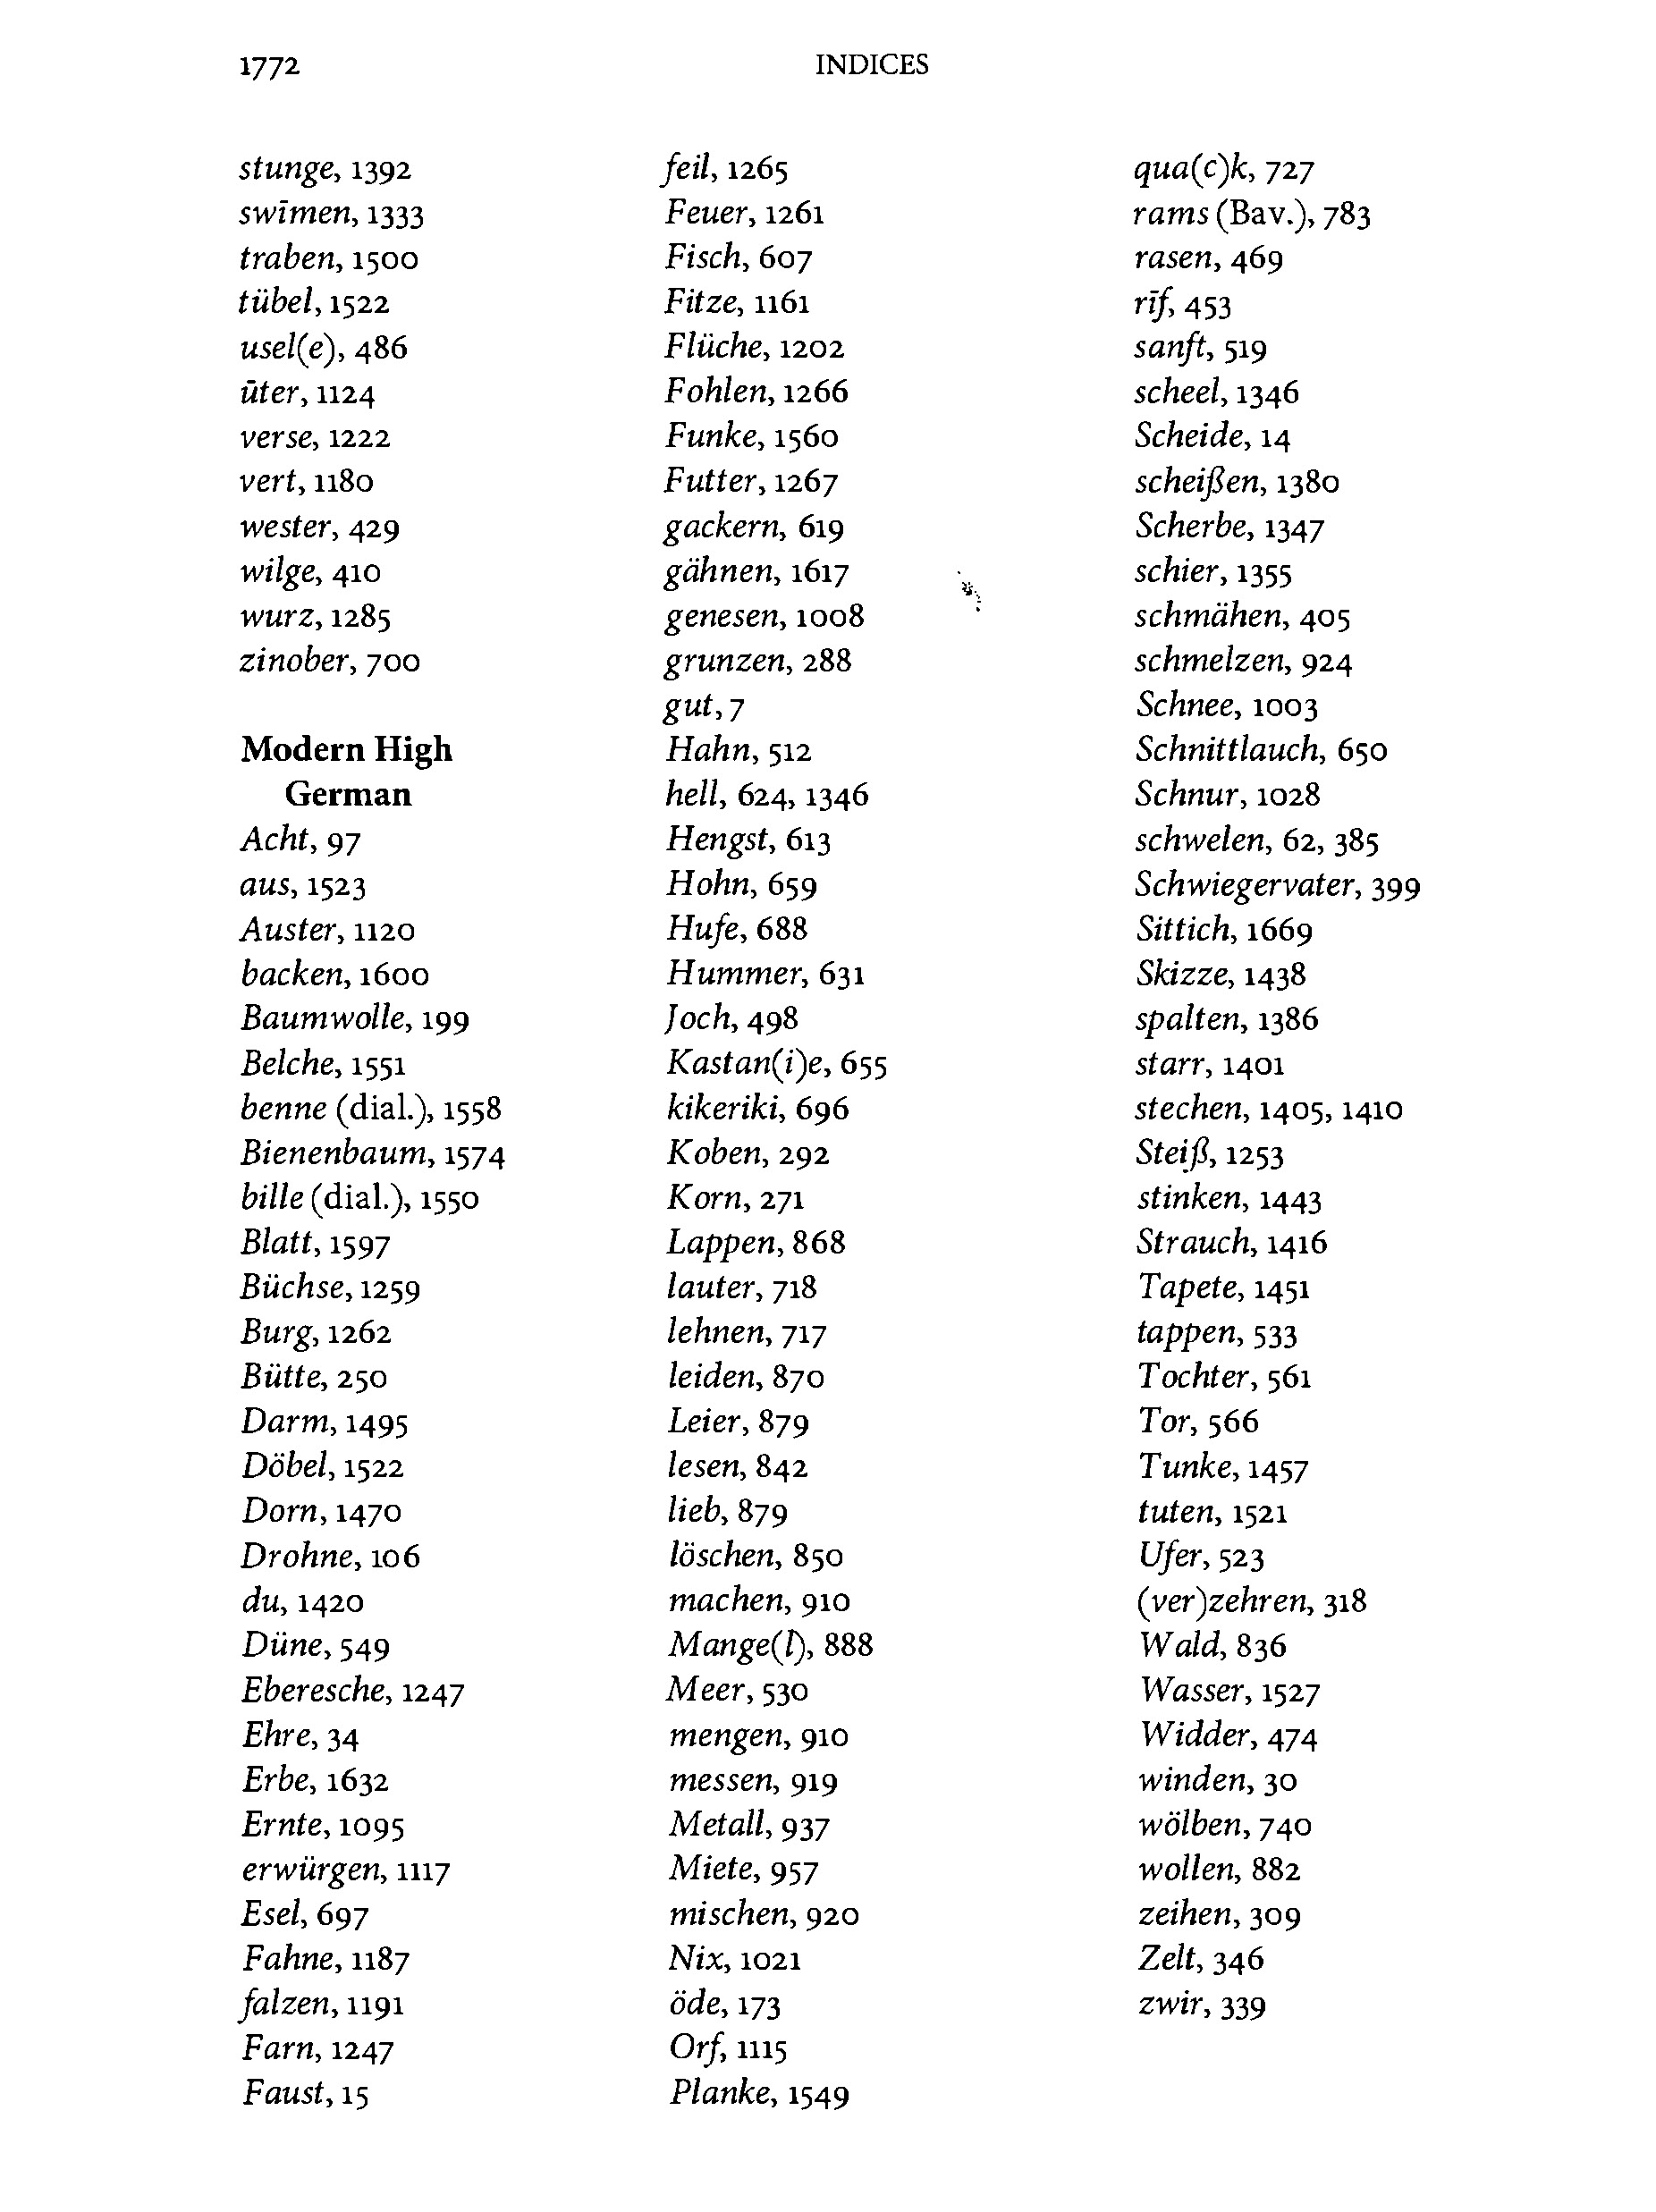 1772
INDICES
stunge, 1392
swīmen, 1333
traben, 1500
tübel, 1522
usel(e), 486
ūter, 1124
verse, 1222
vert, 1180
wester, 429
wilge, 410
wurz, 1285
zinober, 700
Modern High
German
Acht, 97
aus, 1523
Auster, 1120
backen, 1600
Baumwolle, 199
Belche, 1551
benne (dial.), 1558
Bienenbaum, 1574
bille (dial.), 1550
Blatt, 1597
Büchse, 1259
Burg, 1262
Bütte, 250
Darm, 1495
Döbel, 1522
Dorn, 1470
Drohne, 106
du, 1420
Düne, 549
Eberesche, 1247
Ehre, 34
Erbe, 1632
Ernte, 1095
erwürgen, 1117
Esel, 697
Fahne, 1187
falzen, 1191
Farn, 1247
Faust, 15
feil, 1265
Feuer, 1261
Fisch, 607
Fitze, 1161
Flüche, 1202
Fohlen, 1266
Funke, 1560
Futter, 1267
gackern, 619
gähnen, 1617
genesen, 1008
grunzen, 288
gut, 7
Hahn, 512
hell, 624, 1346
Hengst, 613
Hohn, 659
Hufe, 688
Hummer, 631
Joch, 498
Kastan(i)e, 655
kikeriki, 696
Koben, 292
Korn, 271
Lappen, 868
lauter, 718
lehnen, 717
leiden, 870
Leier, 879
lesen, 842
lieb, 879
löschen, 850
machen, 910
Mange(l), 888
Meer, 530
mengen, 910
messen, 919
Metall, 937
Miete, 957
mischen, 920
Nix, 1021
öde, 173
Orf, 1115
Planke, 1549
qua(c)k, 727
rams (Bav.), 783
rasen, 469
rīf, 453
sanft, 519
scheel, 1346
Scheide, 14
scheißen, 1380
Scherbe, 1347
schier, 1355
schmähen, 405
schmelzen, 924
Schnee, 1003
Schnittlauch, 650
Schnur, 1028
schwelen, 62, 385
Schwiegervater, 399
Sittich, 1669
Skizze, 1438
spalten, 1386
starr, 1401
stechen, 1405, 1410
Steiß, 1253
stinken, 1443
Strauch, 1416
Tapete, 1451
tappen, 533
Tochter, 561
Tor, 566
Tunke, 1457
tuten, 1521
Ufer, 523
(ver)zehren, 318
Wald, 836
Wasser, 1527
Widder, 474
winden, 30
wölben, 740
wollen, 882
zeihen, 309
Zelt, 346
zwir, 339